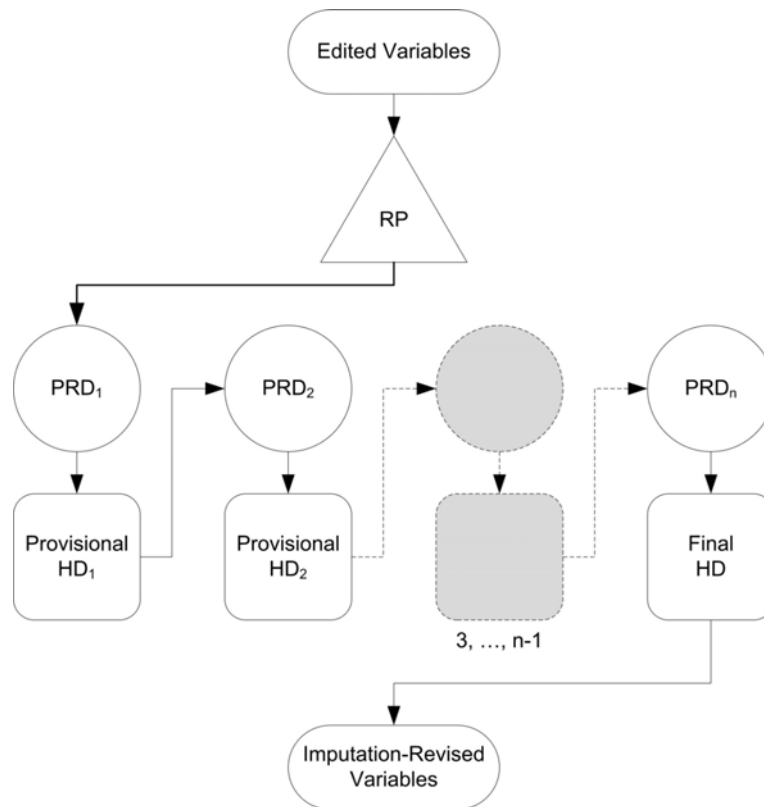 Edited Variables
RP
PRD₁
PRD₂
PRDₙ
Provisional
HD₁
Provisional
HD₂
Final
HD
3, …, n-1
Imputation-Revised
Variables